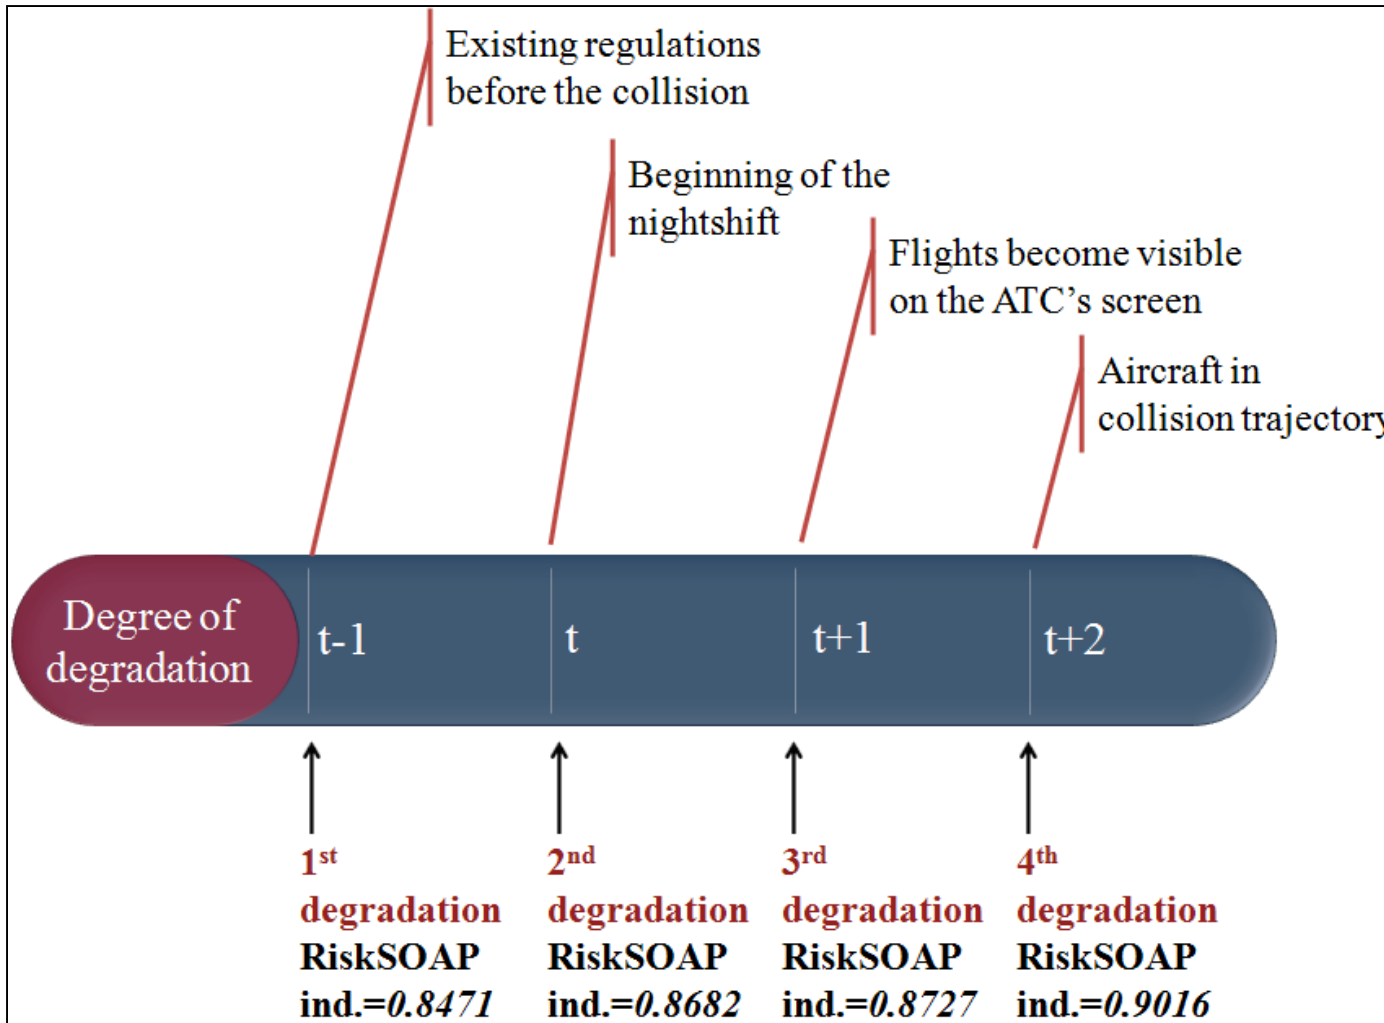 Existing regulations
before the collision
Beginning of the
nightshift
Flights become visible
on the ATC’s screen
Aircraft in
collision trajectory
Degree of
degradation
t-1
t
t+1
t+2
1st
degradation
RiskSOAP
ind.=0.8471
2nd
degradation
RiskSOAP
ind.=0.8682
3rd
degradation
RiskSOAP
ind.=0.8727
4th
degradation
RiskSOAP
ind.=0.9016